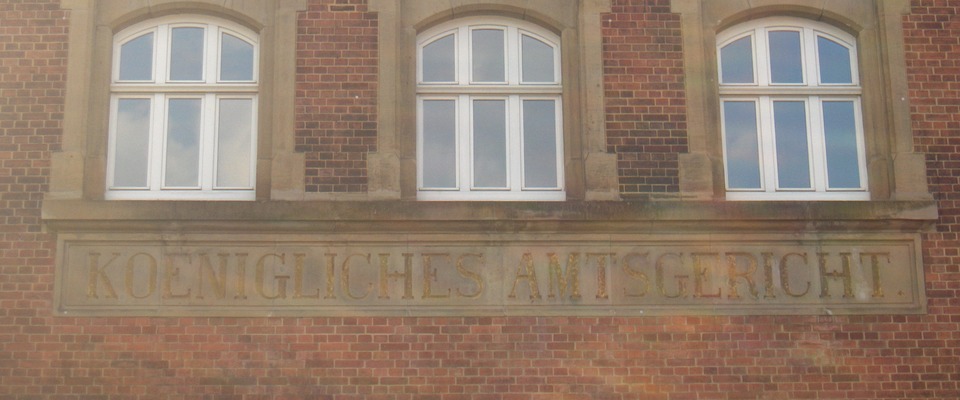 KOENIGLICHES AMTSGERICHT.